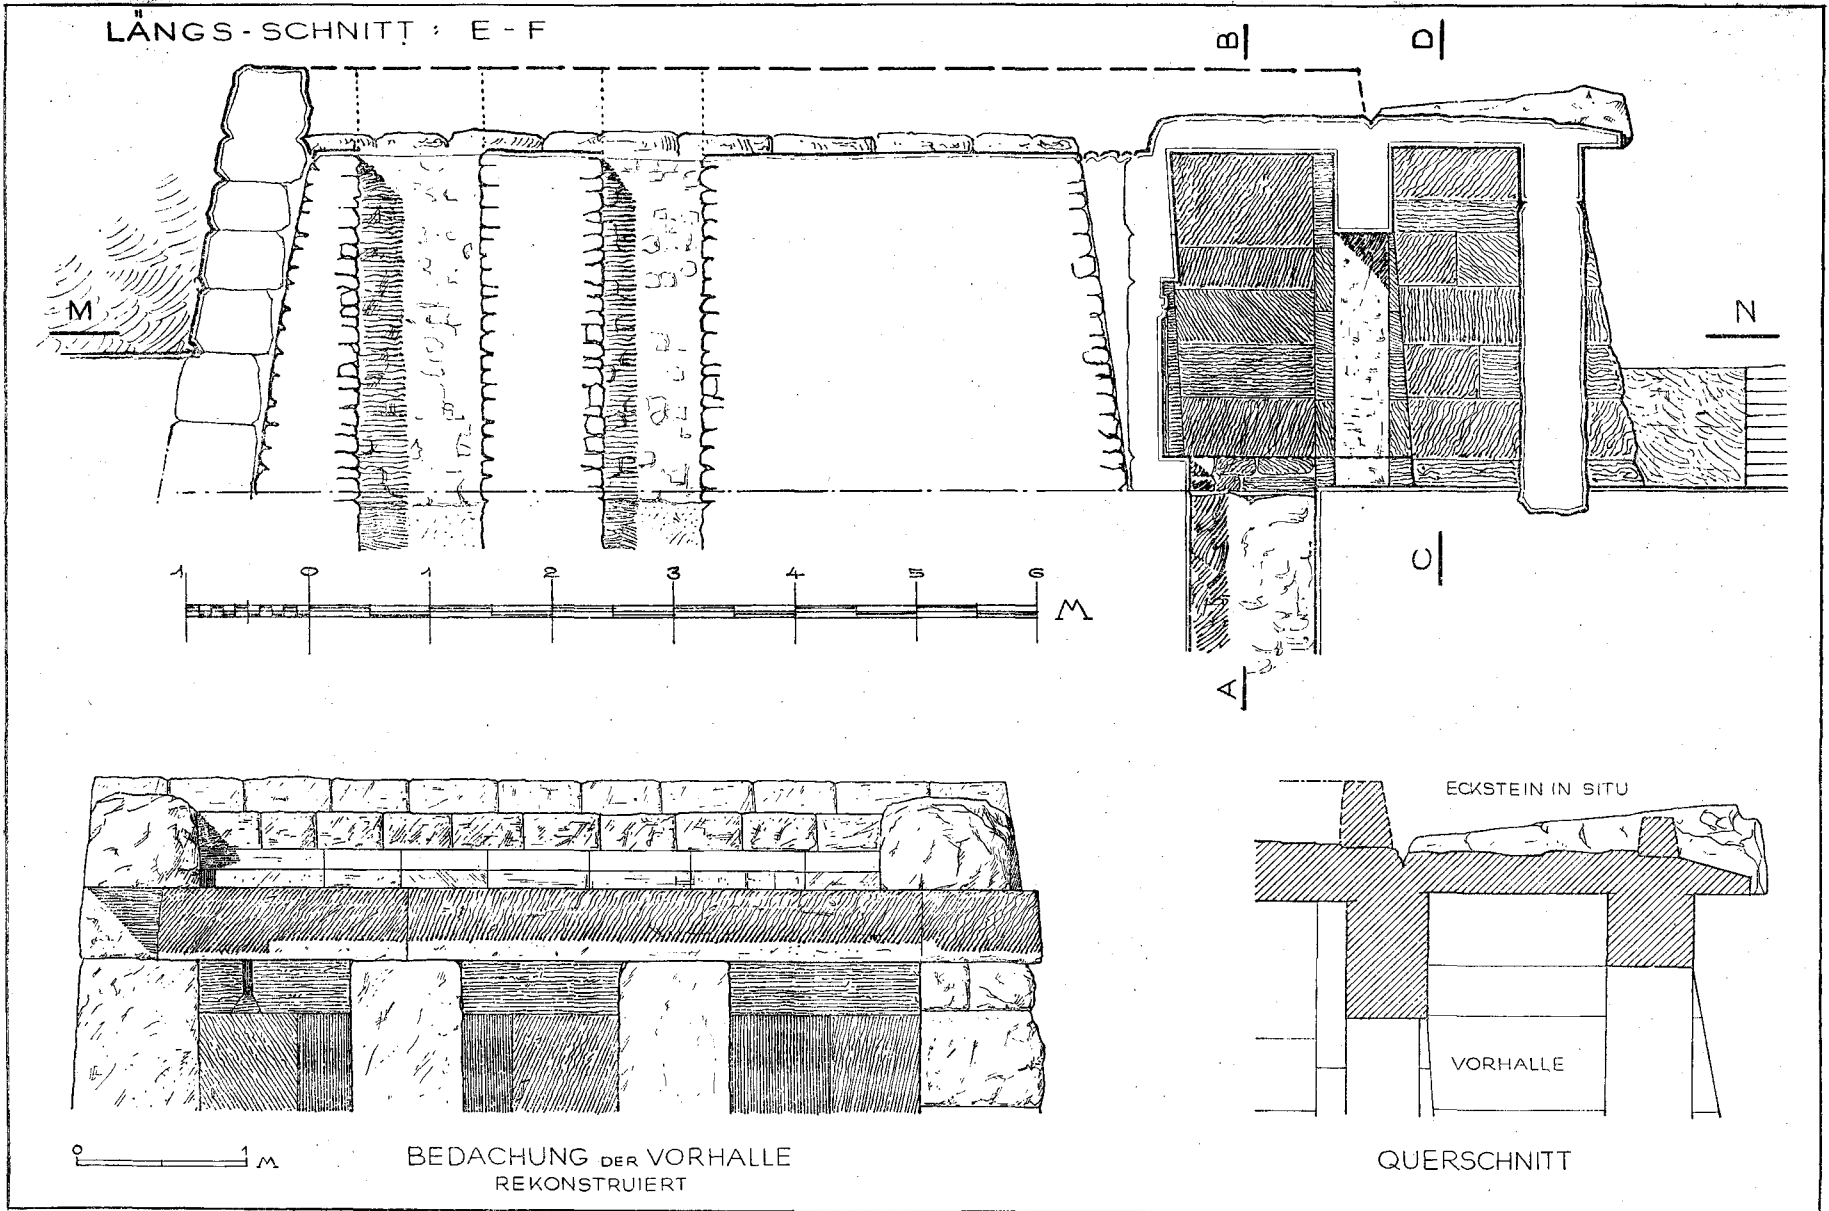 LÄNGS-SCHNITT: E-F
B D
M
N
C
1 0 1 2 3 4 5 6 M
A
ECKSTEIN IN SITU
VORHALLE
0 1 M
BEDACHUNG DER VORHALLE
REKONSTRUIERT
QUERSCHNITT